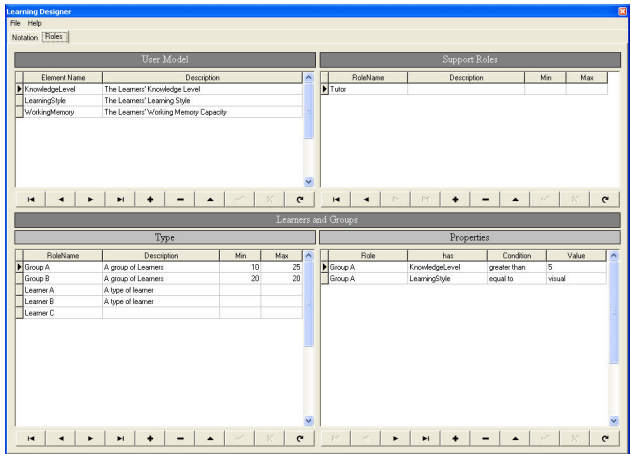 Learning Designer
File Help
Notation Roles
User Model
Element Name Description
KnowledgeLevel The Learners' Knowledge Level
LearningStyle The Learners' Learning Style
WorkingMemory The Learners' Working Memory Capacity
Support Roles
RoleName Description Min Max
Tutor
Learners and Groups
Type
RoleName Description Min Max
Group A A group of Learners 10 25
Group B A group of Learners 20 20
Learner A A type of learner
Learner B A type of learner
Learner C
Properties
Role has Condition Value
Group A KnowledgeLevel greater than 5
Group A LearningStyle equal to visual